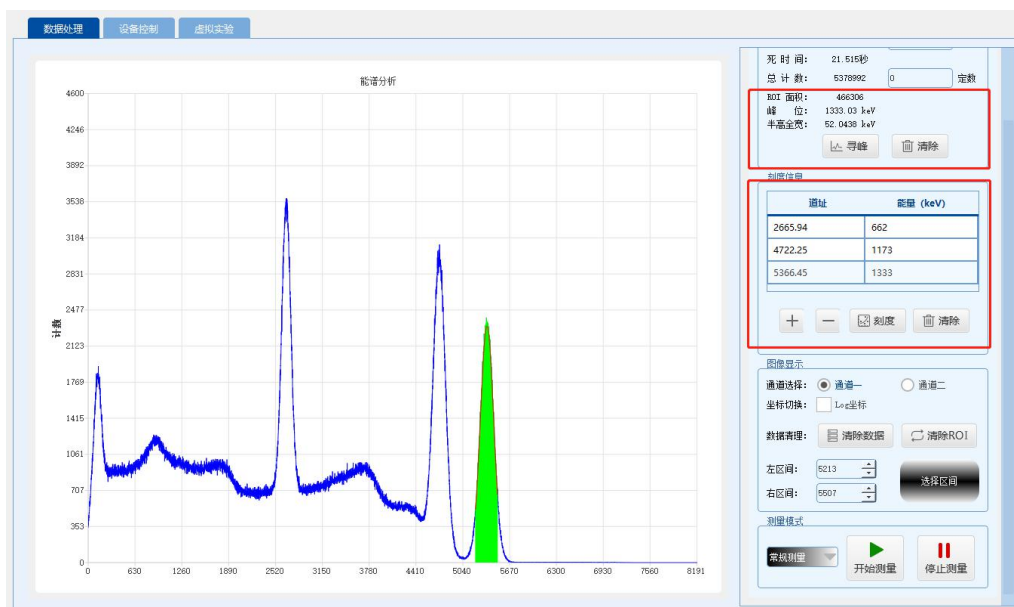 数据处理 设备控制 虚拟实验
能谱分析
计数
4600
4246
3892
3538
3184
2831
2477
2123
1769
1415
1061
707
353
0
0 630 1260 1890 2520 3150 3780 4410 5040 5670 6300 6930 7560 8191
死 时 间: 21.515秒
总 计 数: 5378992 0 定数
ROI 面积: 466306
峰 位: 1333.03 keV
半高全宽: 52.0438 keV
寻峰 清除
刻度信息
道址 能量 (keV)
2665.94 662
4722.25 1173
5366.45 1333
+ − 刻度 清除
图像显示
通道选择: 通道一 通道二
坐标切换: Log坐标
数据清理: 清除数据 清除ROI
左区间: 5213
选择区间
右区间: 5507
测量模式
常规测量 开始测量 停止测量